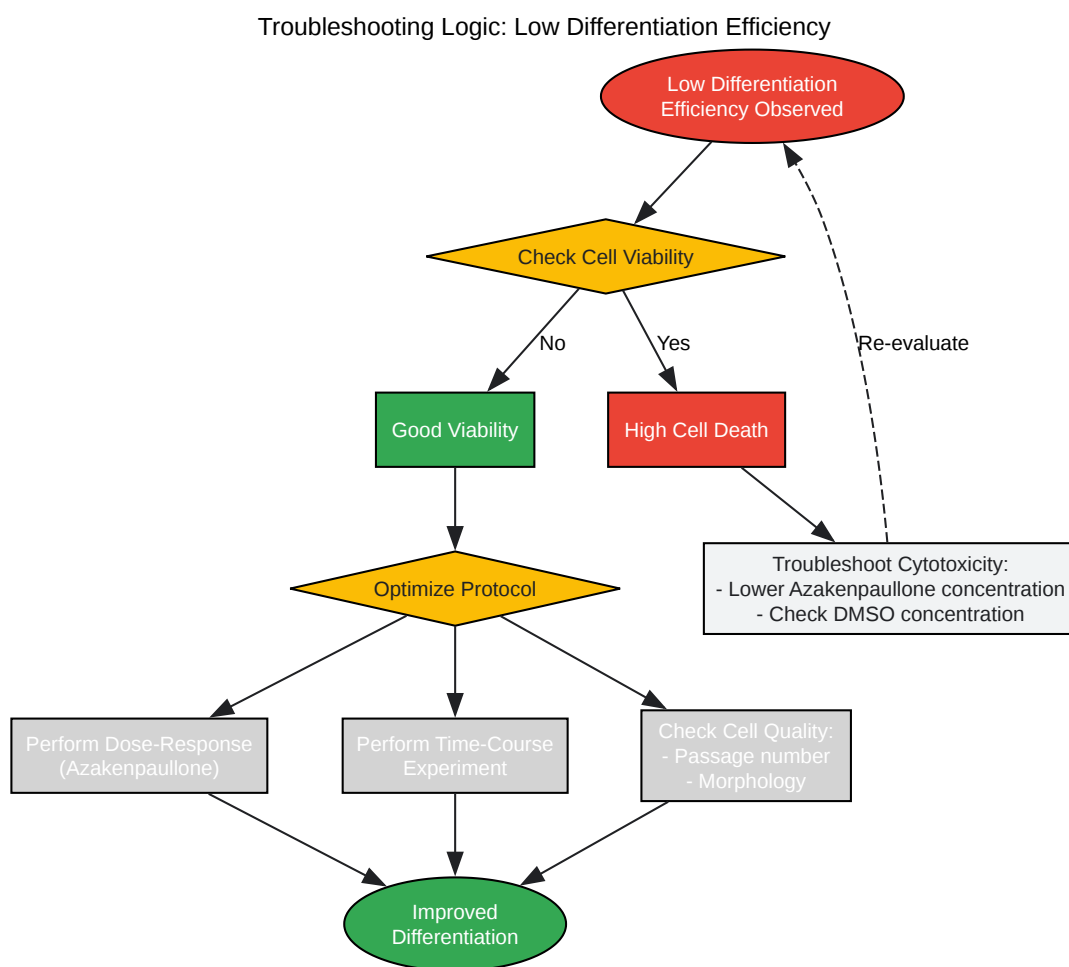 Troubleshooting Logic: Low Differentiation Efficiency
Low Differentiation
Efficiency Observed
Check Cell Viability
No
Yes
Re-evaluate
Good Viability
High Cell Death
Troubleshoot Cytotoxicity:
- Lower Azakenpaullone concentration
- Check DMSO concentration
Optimize Protocol
Perform Dose-Response
(Azakenpaullone)
Perform Time-Course
Experiment
Check Cell Quality:
- Passage number
- Morphology
Improved
Differentiation